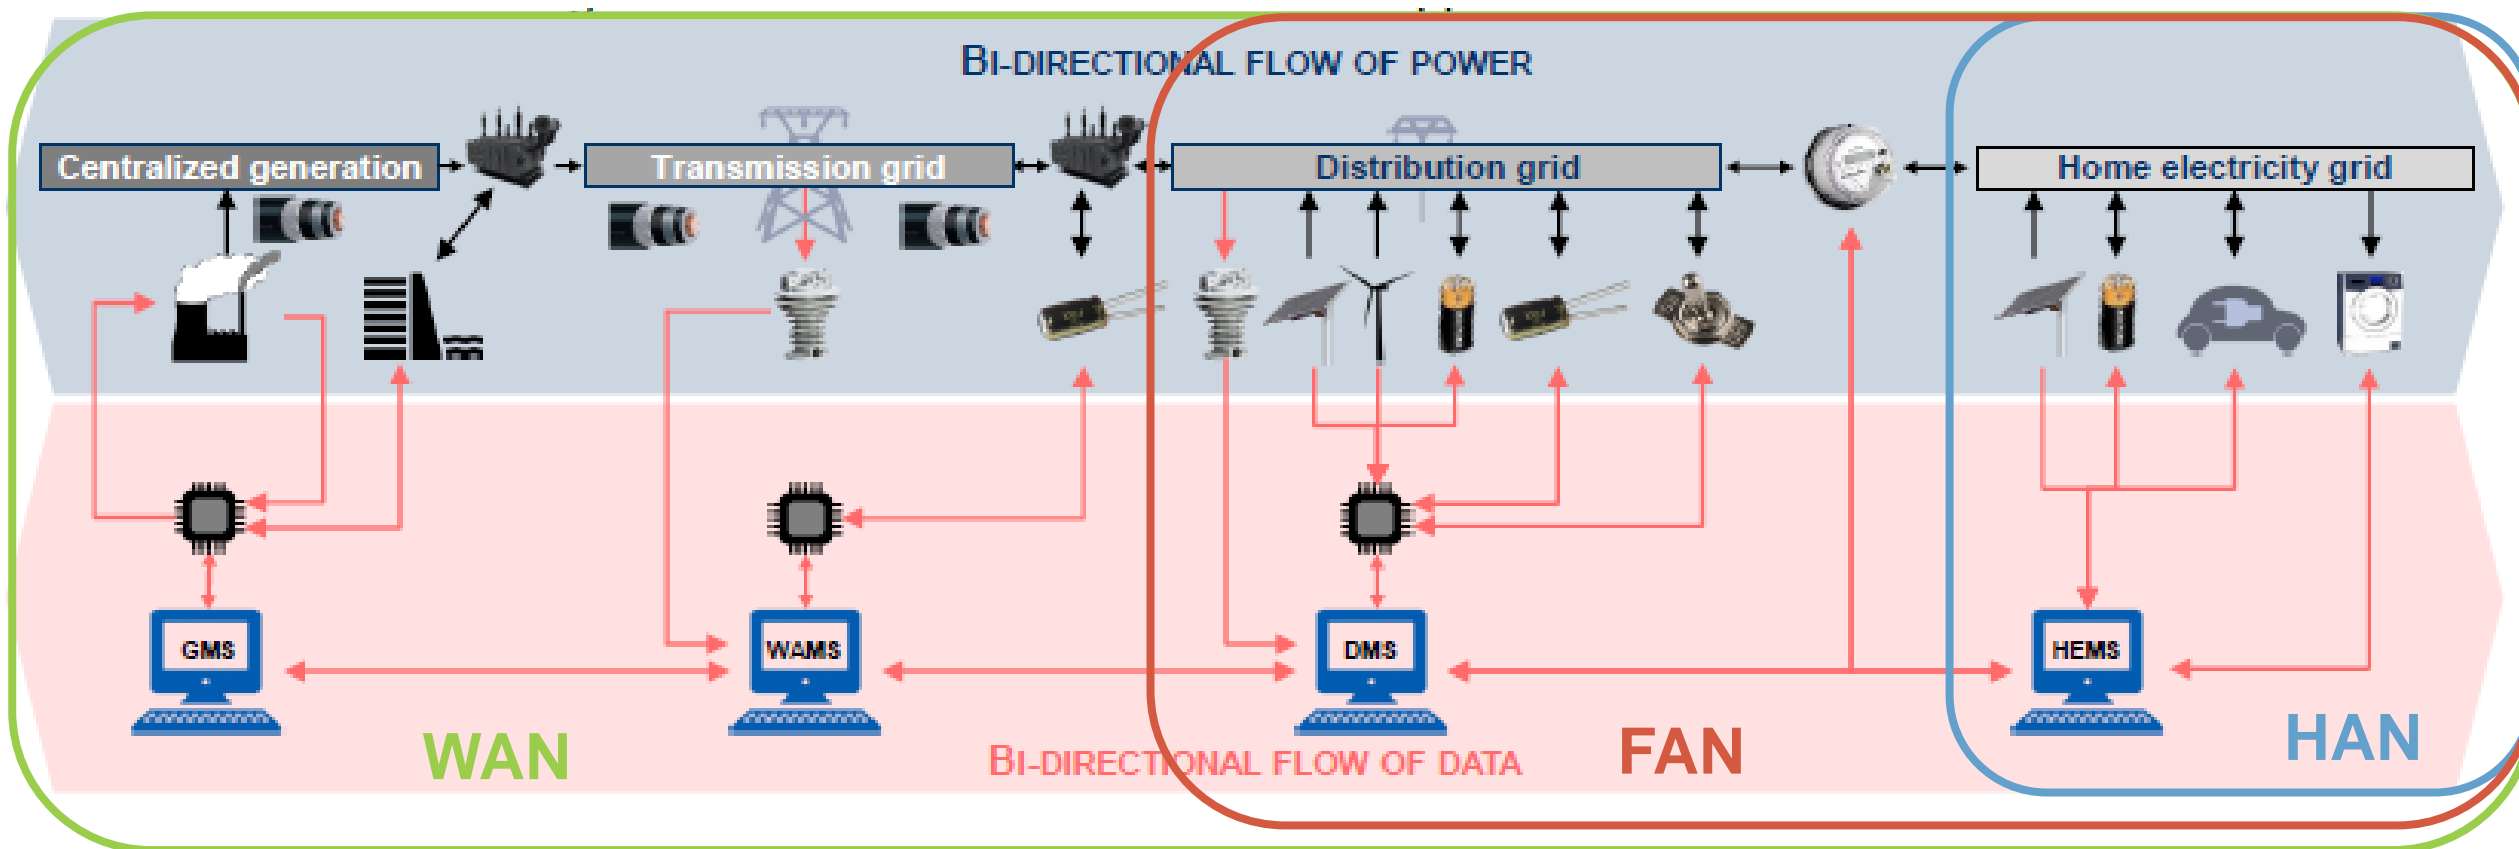 BI-DIRECTIONAL FLOW OF POWER
Centralized generation
Transmission grid
Distribution grid
Home electricity grid
GMS
WAMS
DMS
HEMS
WAN
BI-DIRECTIONAL FLOW OF DATA
FAN
HAN